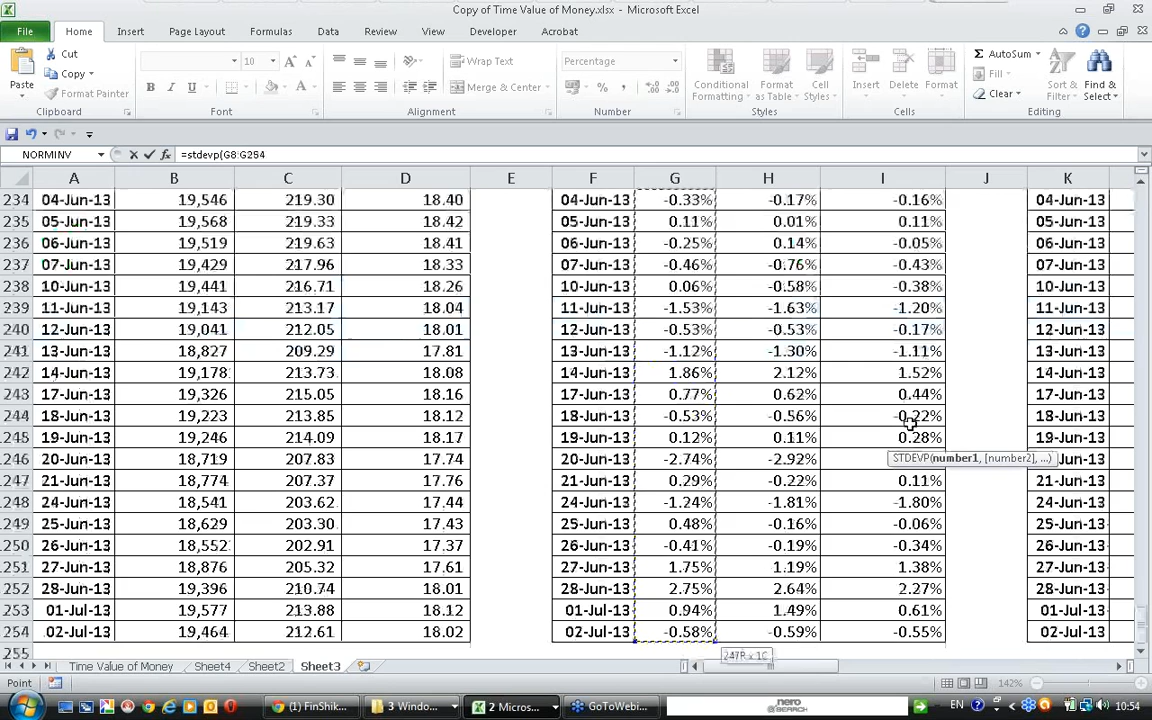 Copy of Time Value of Money.xlsx - Microsoft Excel
File Home Insert Page Layout Formulas Data Review View Developer Acrobat
Cut
Copy
Format Painter
Paste
Clipboard
10
Font
Wrap Text
Merge & Center
Alignment
Percentage
Number
Conditional Formatting
Format as Table
Cell Styles
Styles
Insert
Delete
Format
Cells
AutoSum
Fill
Clear
Sort & Filter
Find & Select
Editing
NORMINV =stdevp(G8:G254
A B C D E F G H I J K
234 04-Jun-13 19,546 219.30 18.40 04-Jun-13 -0.33% -0.17% -0.16% 04-Jun-13
235 05-Jun-13 19,568 219.33 18.42 05-Jun-13 0.11% 0.01% 0.11% 05-Jun-13
236 06-Jun-13 19,519 219.63 18.41 06-Jun-13 -0.25% 0.14% -0.05% 06-Jun-13
237 07-Jun-13 19,429 217.96 18.33 07-Jun-13 -0.46% -0.76% -0.43% 07-Jun-13
238 10-Jun-13 19,441 216.71 18.26 10-Jun-13 0.06% -0.58% -0.38% 10-Jun-13
239 11-Jun-13 19,143 213.17 18.04 11-Jun-13 -1.53% -1.63% -1.20% 11-Jun-13
240 12-Jun-13 19,041 212.05 18.01 12-Jun-13 -0.53% -0.53% -0.17% 12-Jun-13
241 13-Jun-13 18,827 209.29 17.81 13-Jun-13 -1.12% -1.30% -1.11% 13-Jun-13
242 14-Jun-13 19,178 213.73 18.08 14-Jun-13 1.86% 2.12% 1.52% 14-Jun-13
243 17-Jun-13 19,326 215.05 18.16 17-Jun-13 0.77% 0.62% 0.44% 17-Jun-13
244 18-Jun-13 19,223 213.85 18.12 18-Jun-13 -0.53% -0.56% -0.22% 18-Jun-13
1245 19-Jun-13 19,246 214.09 18.17 19-Jun-13 0.12% 0.11% 0.28% 19-Jun-13
1246 20-Jun-13 18,719 207.83 17.74 20-Jun-13 -2.74% -2.92% STDEVP(number1, [number2], ...) 20-Jun-13
1247 21-Jun-13 18,774 207.37 17.76 21-Jun-13 0.29% -0.22% 0.11% 21-Jun-13
1248 24-Jun-13 18,541 203.62 17.44 24-Jun-13 -1.24% -1.81% -1.80% 24-Jun-13
1249 25-Jun-13 18,629 203.30 17.43 25-Jun-13 0.48% -0.16% -0.06% 25-Jun-13
1250 26-Jun-13 18,552 202.91 17.37 26-Jun-13 -0.41% -0.19% -0.34% 26-Jun-13
1251 27-Jun-13 18,876 205.32 17.61 27-Jun-13 1.75% 1.19% 1.38% 27-Jun-13
252 28-Jun-13 19,396 210.74 18.01 28-Jun-13 2.75% 2.64% 2.27% 28-Jun-13
253 01-Jul-13 19,577 213.88 18.12 01-Jul-13 0.94% 1.49% 0.61% 01-Jul-13
254 02-Jul-13 19,464 212.61 18.02 02-Jul-13 -0.58% -0.59% -0.55% 02-Jul-13
255
247R x 1C
Time Value of Money Sheet4 Sheet2 Sheet3
Point 142%
(1) FinShik... 3 Windo... 2 Micros... GoToWebi... nero SEARCH EN 10:54